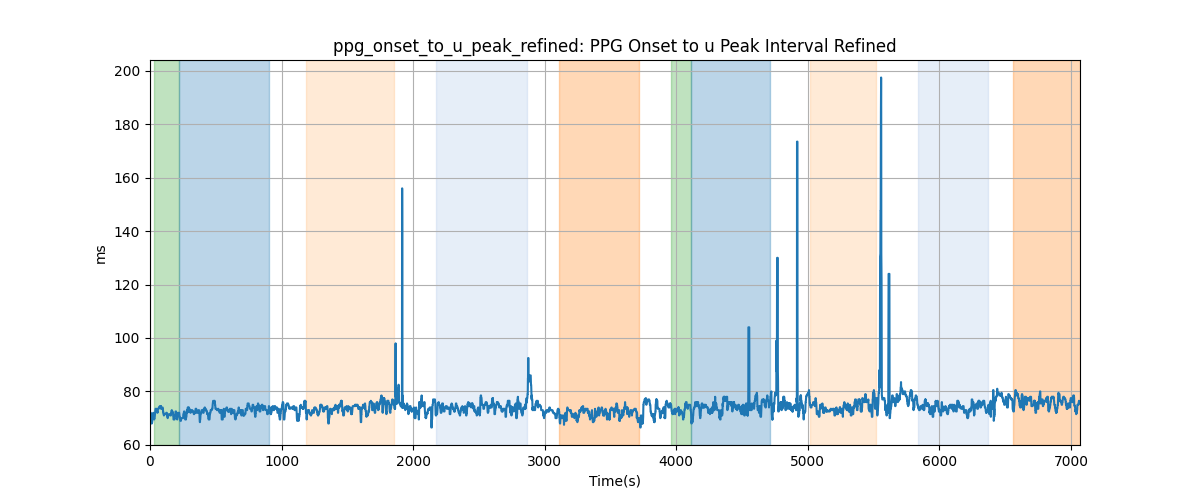 ppg_onset_to_u_peak_refined: PPG Onset to u Peak Interval Refined
200
180
160
140
120
100
80
60
ms
0 1000 2000 3000 4000 5000 6000 7000
Time(s)